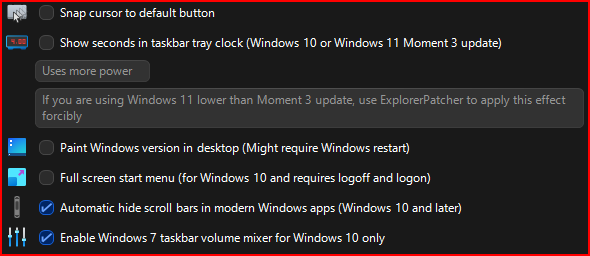 Snap cursor to default button
4:00
Show seconds in taskbar tray clock (Windows 10 or Windows 11 Moment 3 update)
Uses more power
If you are using Windows 11 lower than Moment 3 update, use ExplorerPatcher to apply this effect
forcibly
Paint Windows version in desktop (Might require Windows restart)
Full screen start menu (for Windows 10 and requires logoff and logon)
Automatic hide scroll bars in modern Windows apps (Windows 10 and later)
Enable Windows 7 taskbar volume mixer for Windows 10 only